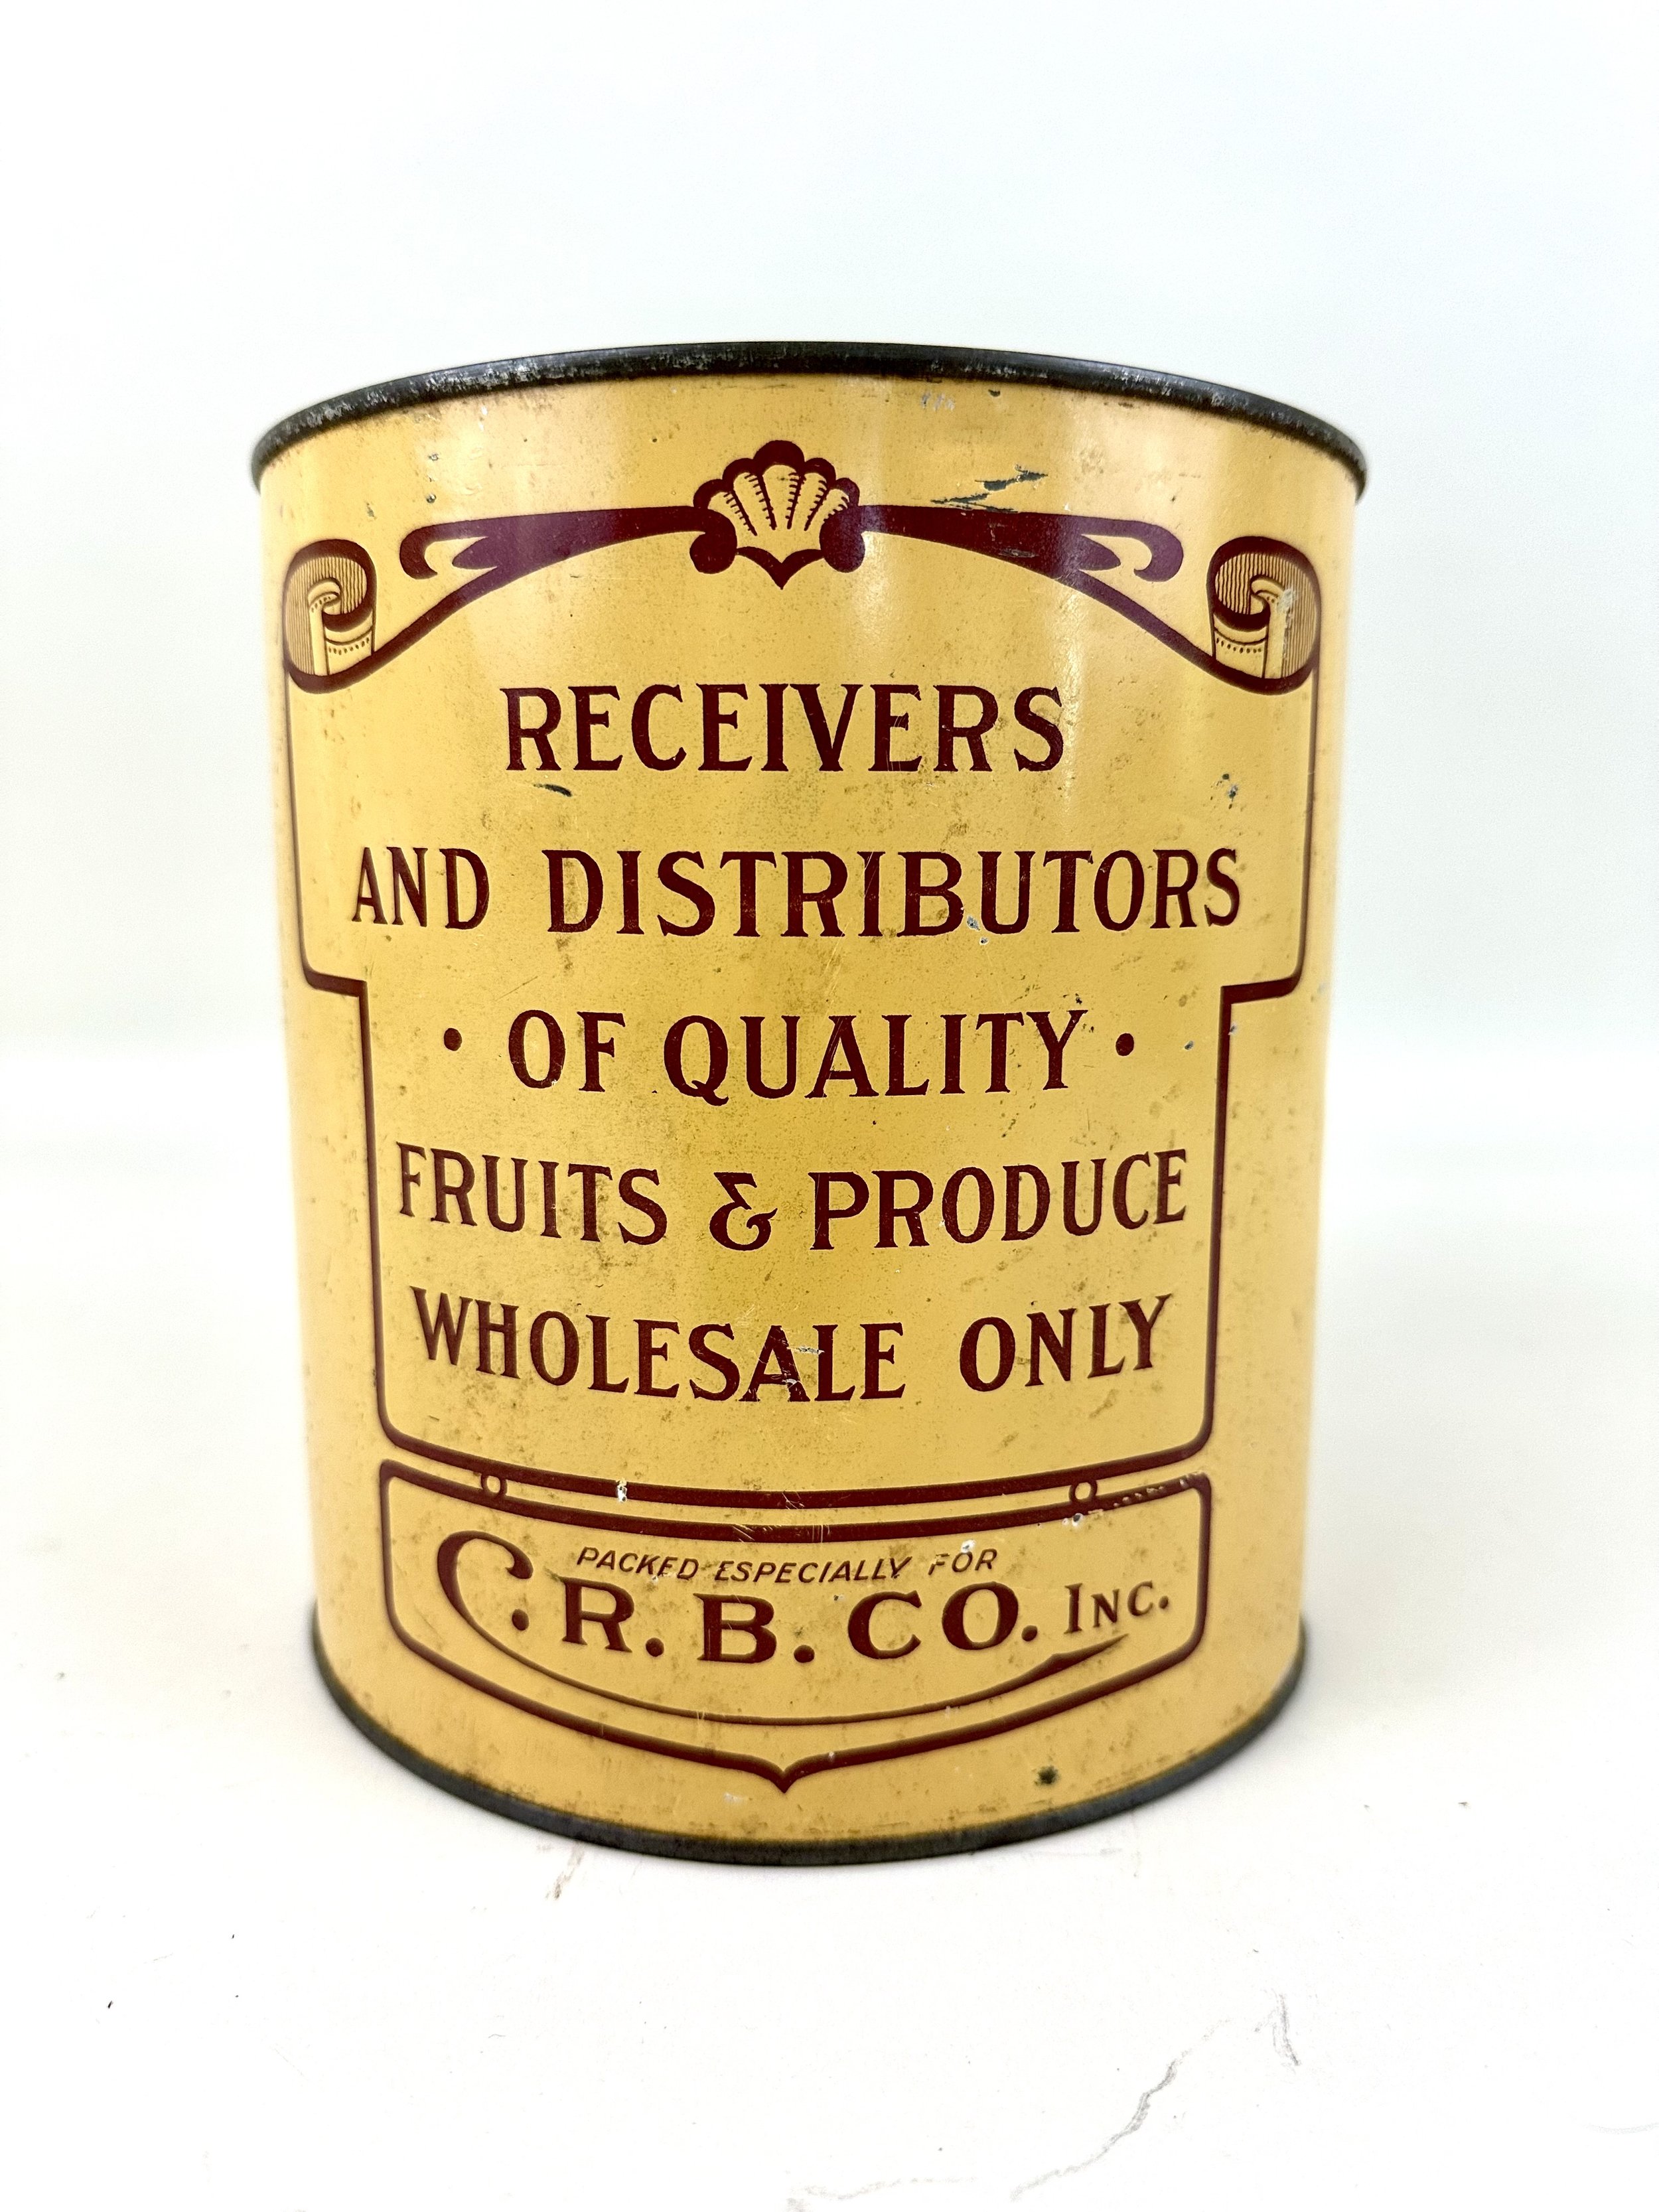 RECEIVERS
AND DISTRIBUTORS
• OF QUALITY •
FRUITS & PRODUCE
WHOLESALE ONLY
PACKED ESPECIALLY FOR
C.R.B.CO. INC.